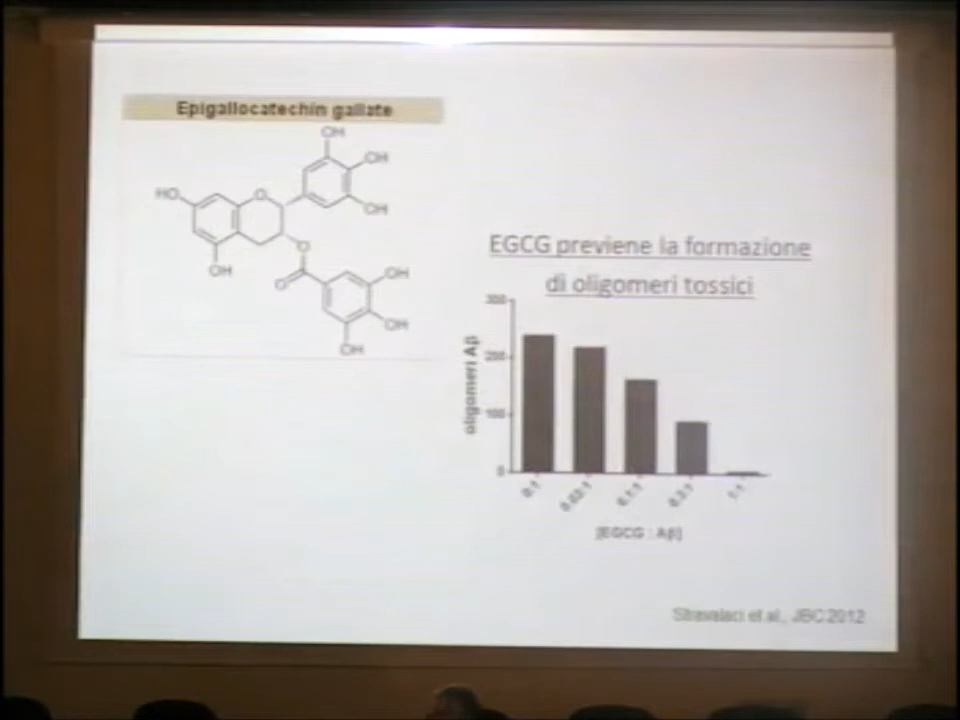 Epigallocatechin gallate
OH
OH
HO
O
OH
OH
O
O
OH
OH
OH
EGCG previene la formazione
di oligomeri tossici
300
200
100
0
oligomeri Aβ
0:1
0.02:1
0.1:1
1:1
[EGCG : Aβ]
Stravalaci et al., JBC 2012